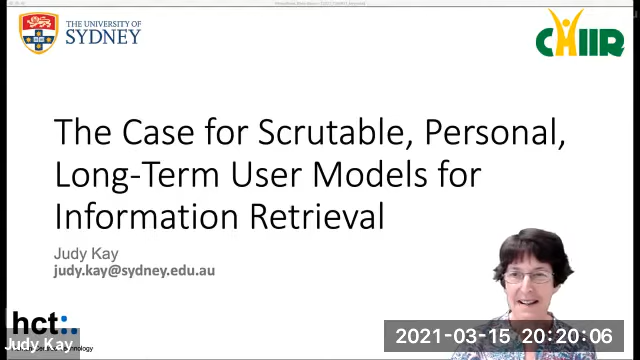 THE UNIVERSITY OF
SYDNEY
CHIIR
The Case for Scrutable, Personal,
Long-Term User Models for
Information Retrieval
Judy Kay
judy.kay@sydney.edu.au
hct:.
Judy Kay
2021-03-15 20:20:06